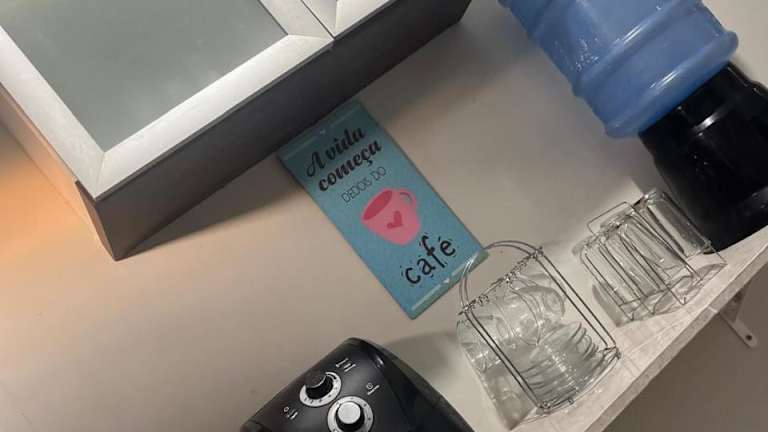 A vida
começa
DEPOIS DO
café